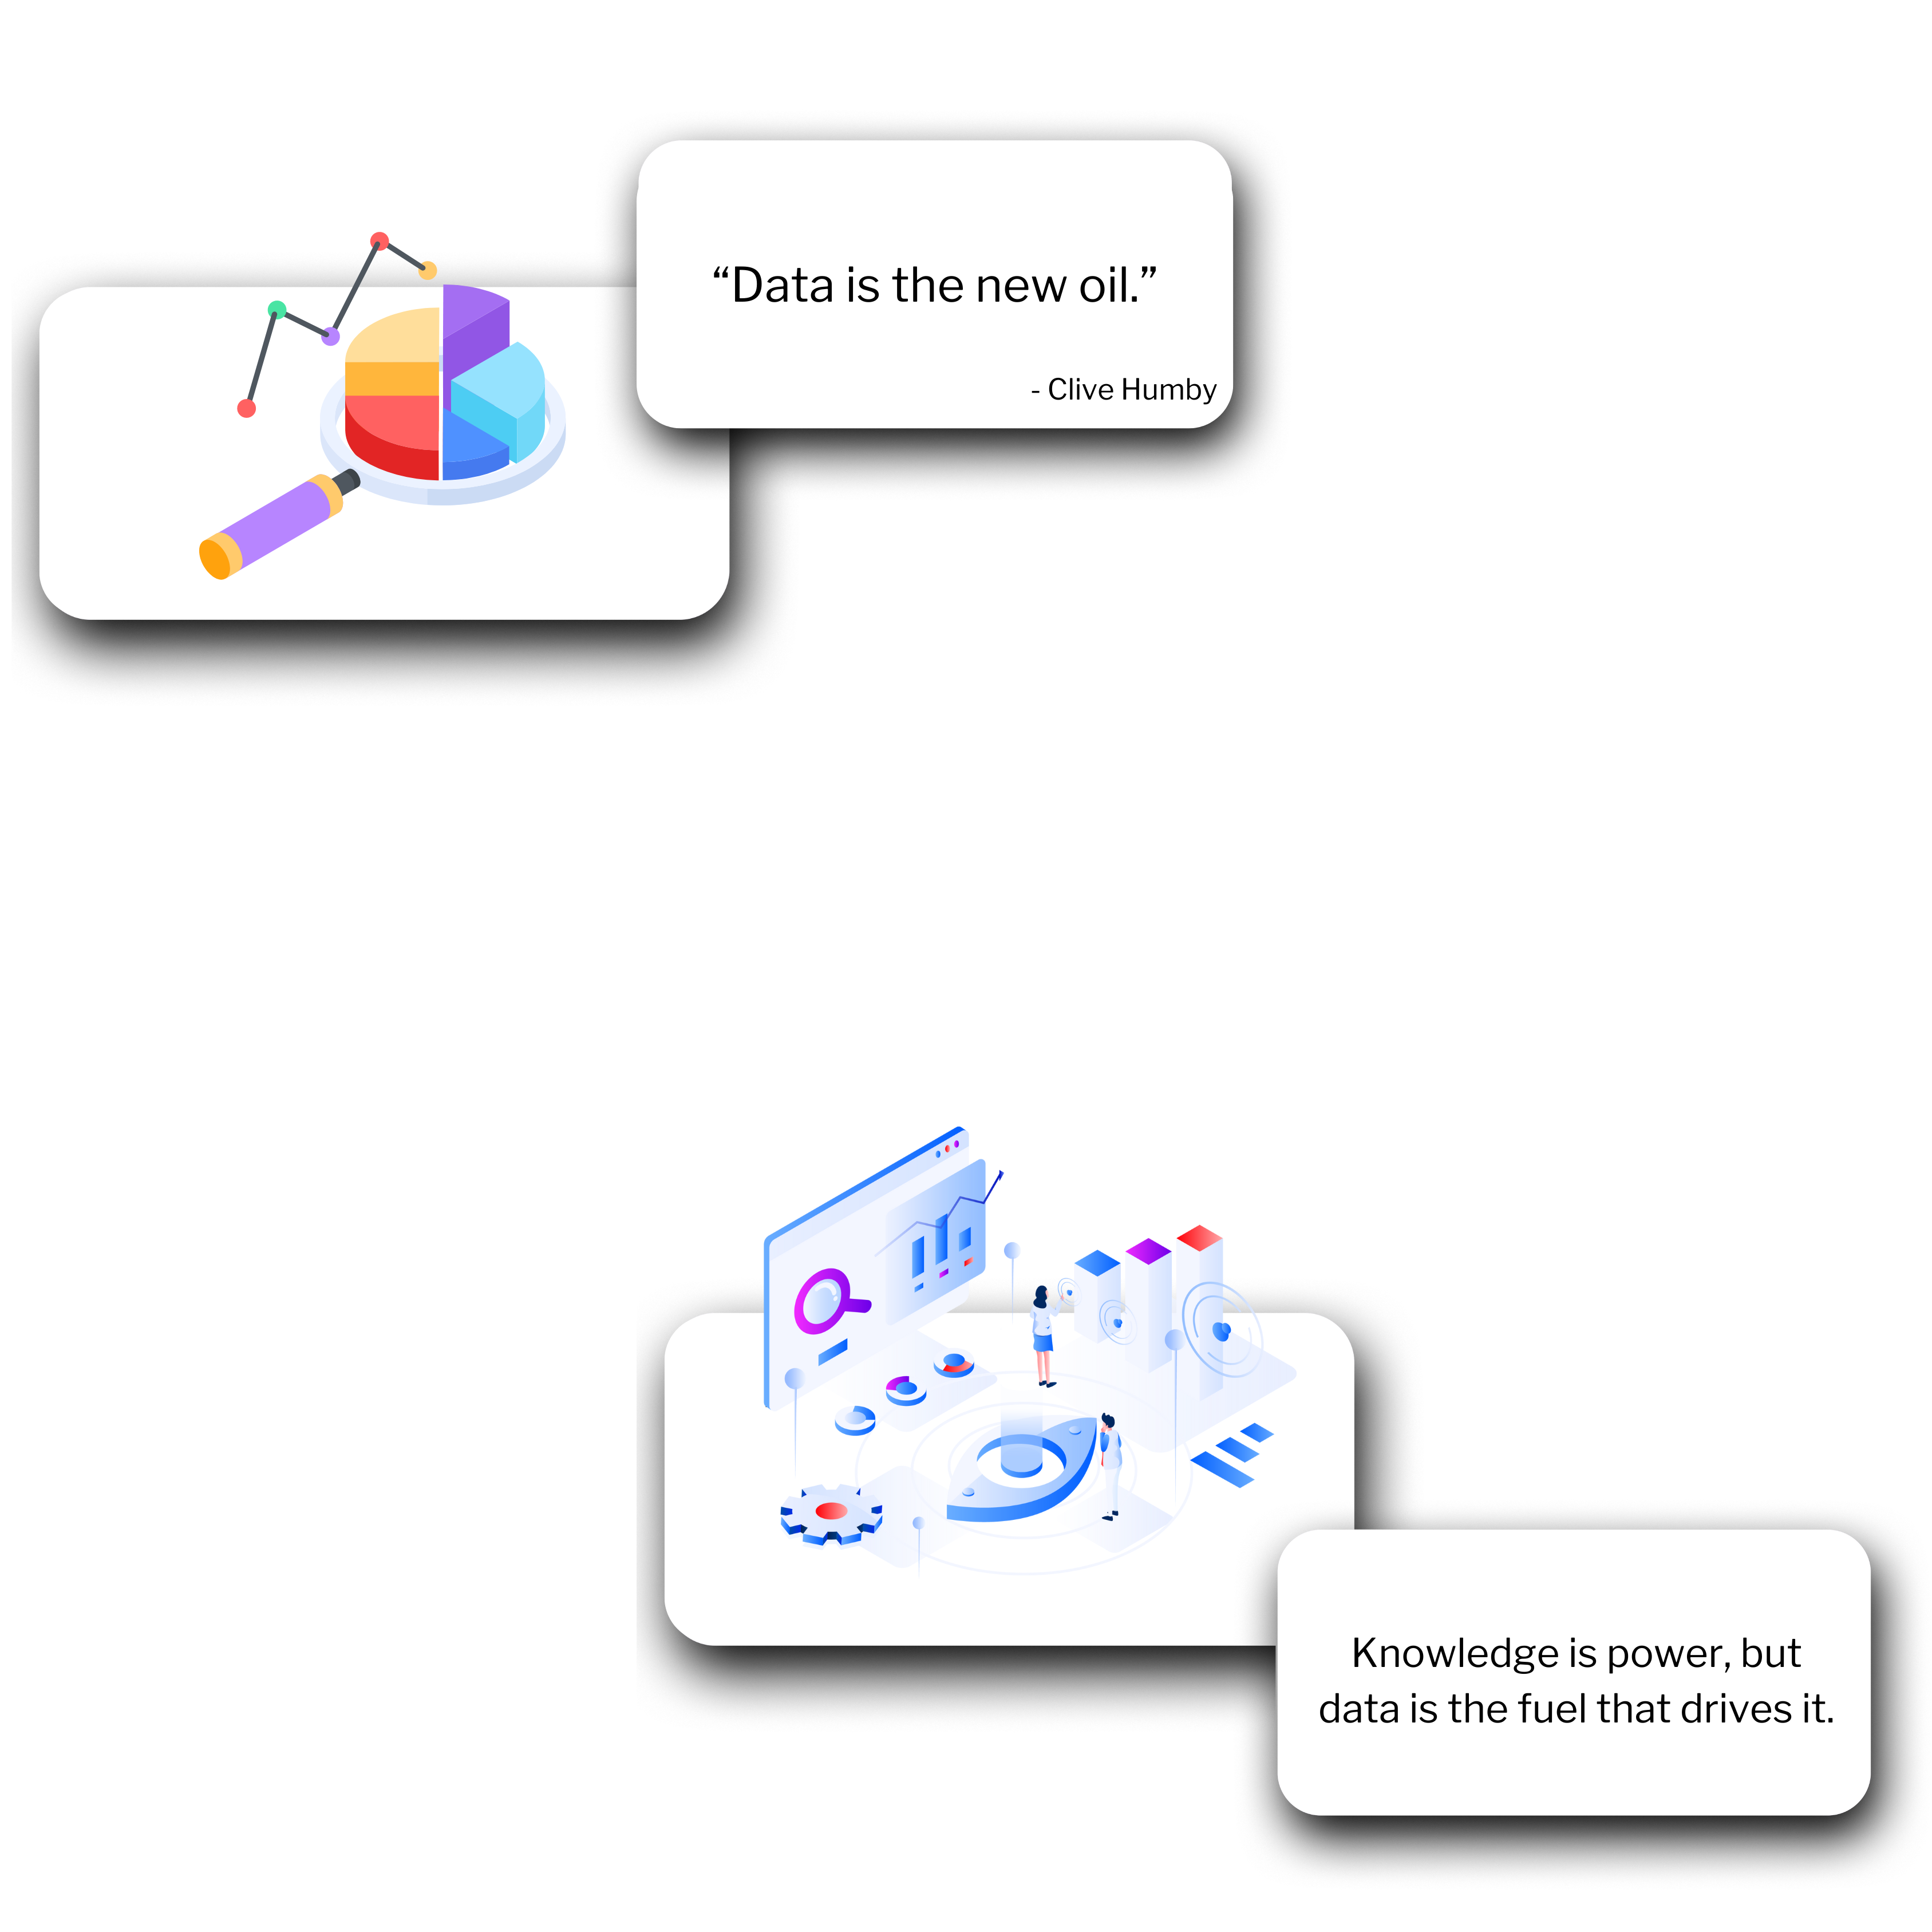 “Data is the new oil.”
- Clive Humby
Knowledge is power, but
data is the fuel that drives it.